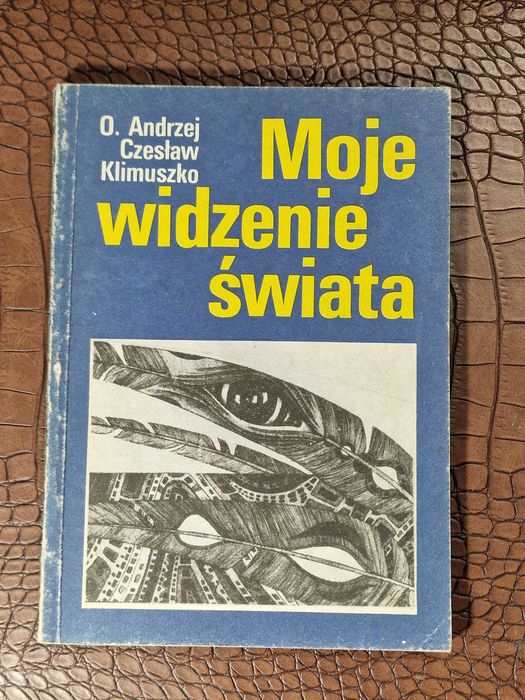 O. Andrzej
Czesław
Klimuszko
Moje
widzenie
świata